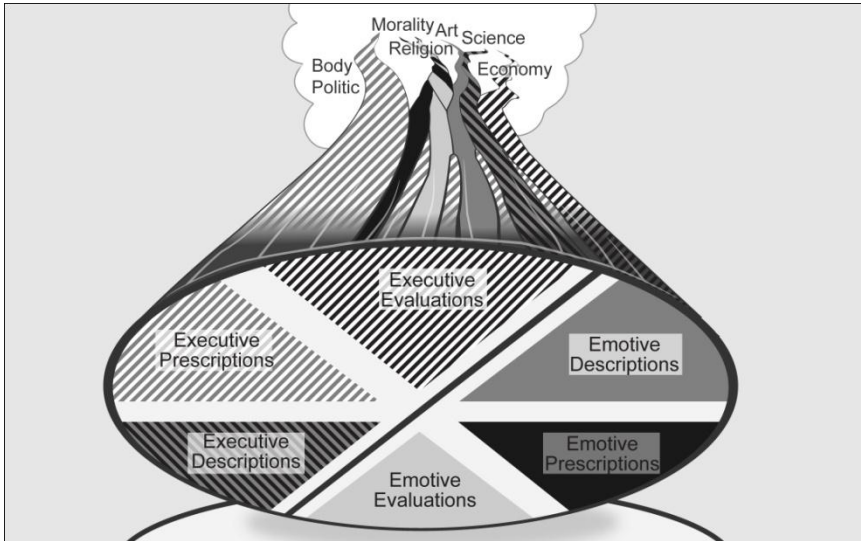 Morality
Art
Science
Religion
Body
Politic
Economy
Executive
Evaluations
Executive
Prescriptions
Emotive
Descriptions
Executive
Descriptions
Emotive
Prescriptions
Emotive
Evaluations